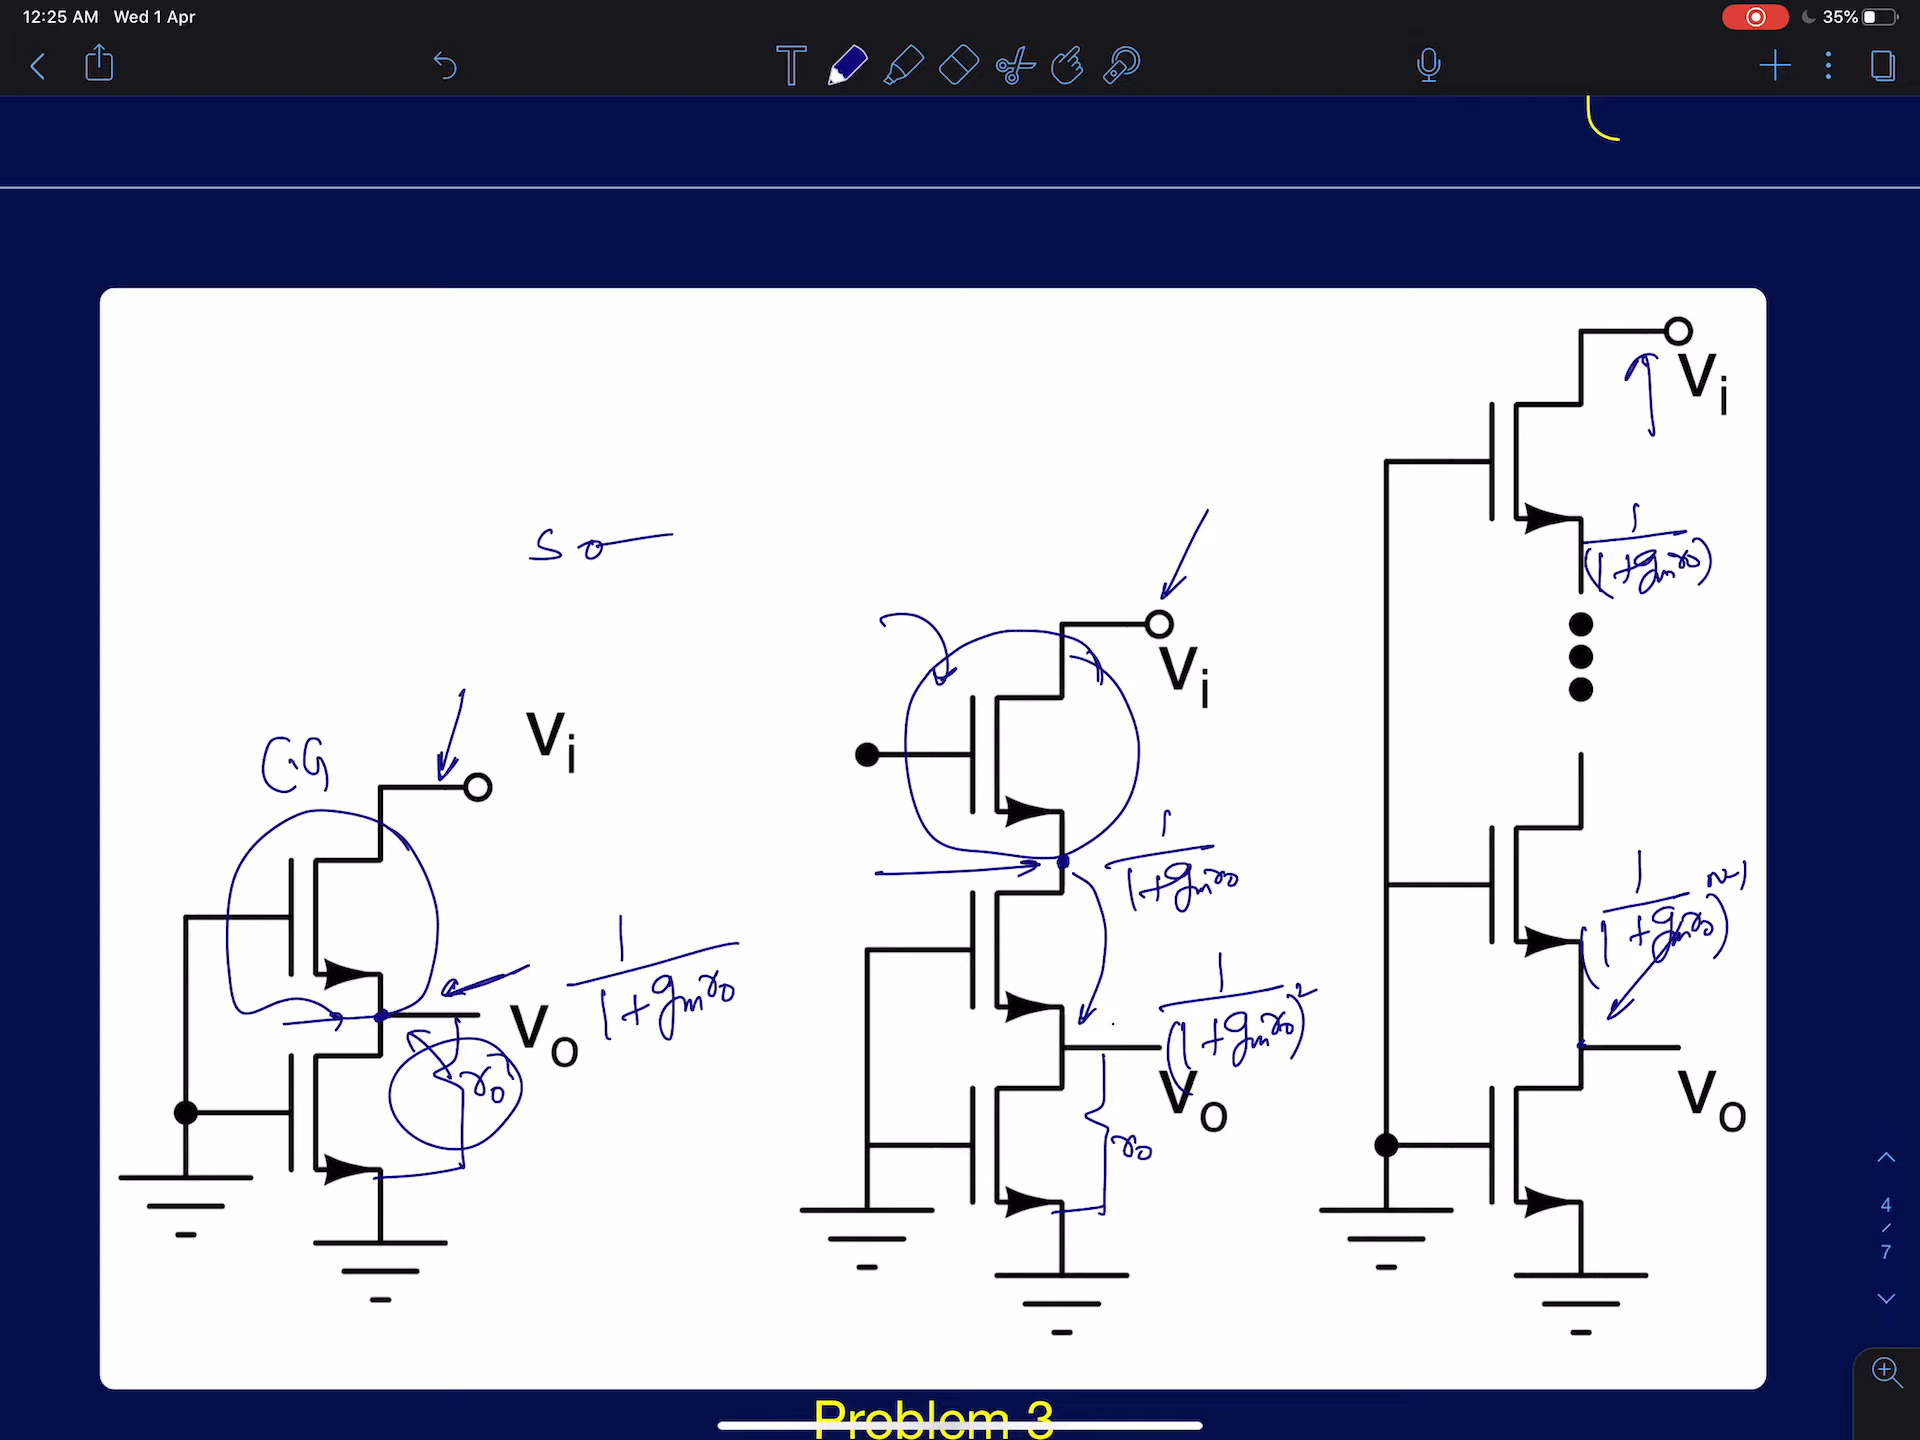 12:25 AM Wed 1 Apr
35%
T
Vi
1
(1+gmro)
So
Vi
Vi
CG
1
1+gmro
1
(1+gmro)^N-1
1
1+gmro
Vo
ro
1
(1+gmro)^2
Vo
ro
Vo
4
/
7
Problem 3